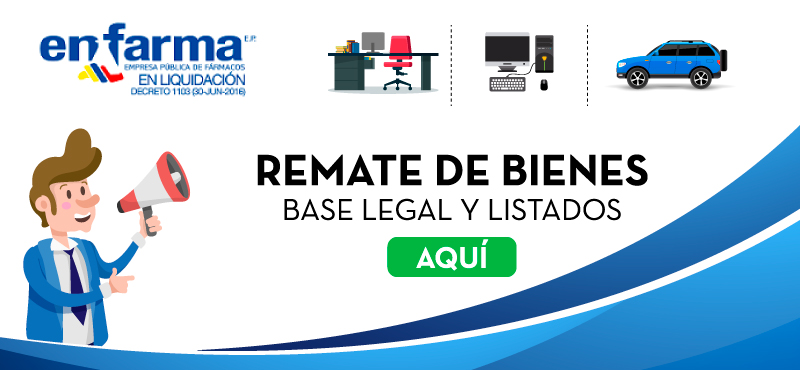 enfarma E.P.
EMPRESA PÚBLICA DE FÁRMACOS
EN LIQUIDACIÓN
DECRETO 1103 (30-JUN-2016)
REMATE DE BIENES
BASE LEGAL Y LISTADOS
AQUÍ